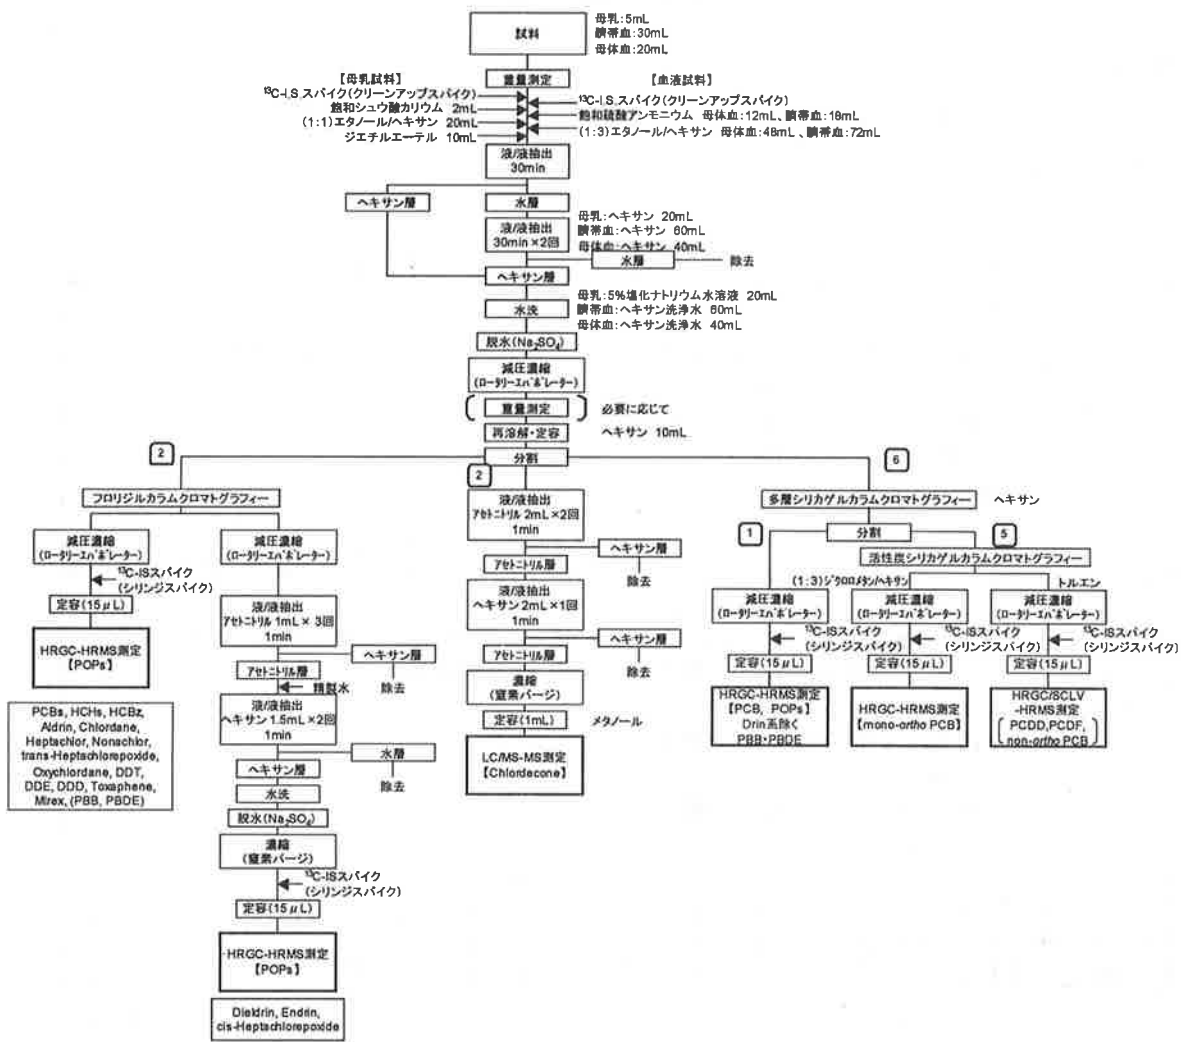 試料
母乳:5mL
臍帯血:30mL
母体血:20mL
重量測定
【母乳試料】
¹³C-I.S.スパイク(クリーンアップスパイク)
飽和シュウ酸カリウム 2mL
(1:1)エタノール/ヘキサン 20mL
ジエチルエーテル 10mL
【血液試料】
¹³C-I.S.スパイク(クリーンアップスパイク)
飽和硫酸アンモニウム 母体血:12mL、臍帯血:18mL
(1:3)エタノール/ヘキサン 母体血:48mL、臍帯血:72mL
液/液抽出
30min
ヘキサン層
水層
液/液抽出
30min×2回
母乳:ヘキサン 20mL
臍帯血:ヘキサン 60mL
母体血:ヘキサン 40mL
水層
除去
ヘキサン層
水洗
母乳:5%塩化ナトリウム水溶液 20mL
臍帯血:ヘキサン洗浄水 60mL
母体血:ヘキサン洗浄水 40mL
脱水(Na₂SO₄)
減圧濃縮
(ロータリーエバポレーター)
重量測定
必要に応じて
再溶解・定容
ヘキサン 10mL
分割
2
フロリジルカラムクロマトグラフィー
減圧濃縮
(ロータリーエバポレーター)
¹³C-ISスパイク
(シリンジスパイク)
定容(15μL)
HRGC-HRMS測定
【POPs】
PCBs, HCHs, HCBz,
Aldrin, Chlordane,
Heptachlor, Nonachlor,
trans-Heptachlorepoxide,
Oxychlordane, DDT,
DDE, DDD, Toxaphene,
Mirex, (PBB, PBDE)
減圧濃縮
(ロータリーエバポレーター)
液/液抽出
アセトニトリル 1mL×3回
1min
ヘキサン層
除去
アセトニトリル層
精製水
液/液抽出
ヘキサン 1.5mL×2回
1min
水層
除去
ヘキサン層
水洗
脱水(Na₂SO₄)
濃縮
(窒素パージ)
¹³C-ISスパイク
(シリンジスパイク)
定容(15μL)
HRGC-HRMS測定
【POPs】
Dieldrin, Endrin,
cis-Heptachlorepoxide
2
液/液抽出
アセトニトリル 2mL×2回
1min
ヘキサン層
除去
アセトニトリル層
液/液抽出
ヘキサン 2mL×1回
1min
ヘキサン層
除去
アセトニトリル層
濃縮
(窒素パージ)
定容(1mL)
メタノール
LC/MS-MS測定
【Chlordecone】
6
多層シリカゲルカラムクロマトグラフィー
ヘキサン
分割
1
5
活性炭シリカゲルカラムクロマトグラフィー
(1:3)ジクロロメタン/ヘキサン
トルエン
減圧濃縮
(ロータリーエバポレーター)
¹³C-ISスパイク
(シリンジスパイク)
定容(15μL)
HRGC-HRMS測定
【PCB, POPs】
Drin系除く
PBB・PBDE
減圧濃縮
(ロータリーエバポレーター)
¹³C-ISスパイク
(シリンジスパイク)
定容(15μL)
HRGC-HRMS測定
【mono-ortho PCB】
減圧濃縮
(ロータリーエバポレーター)
¹³C-ISスパイク
(シリンジスパイク)
定容(15μL)
HRGC/SCLV
-HRMS測定
PCDD,PCDF,
non-ortho PCB